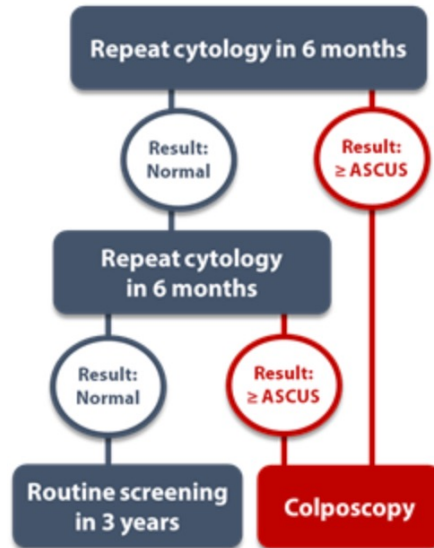 Repeat cytology in 6 months
Result:
Normal
Result:
≥ ASCUS
Repeat cytology
in 6 months
Result:
Normal
Result:
≥ ASCUS
Routine screening
in 3 years
Colposcopy